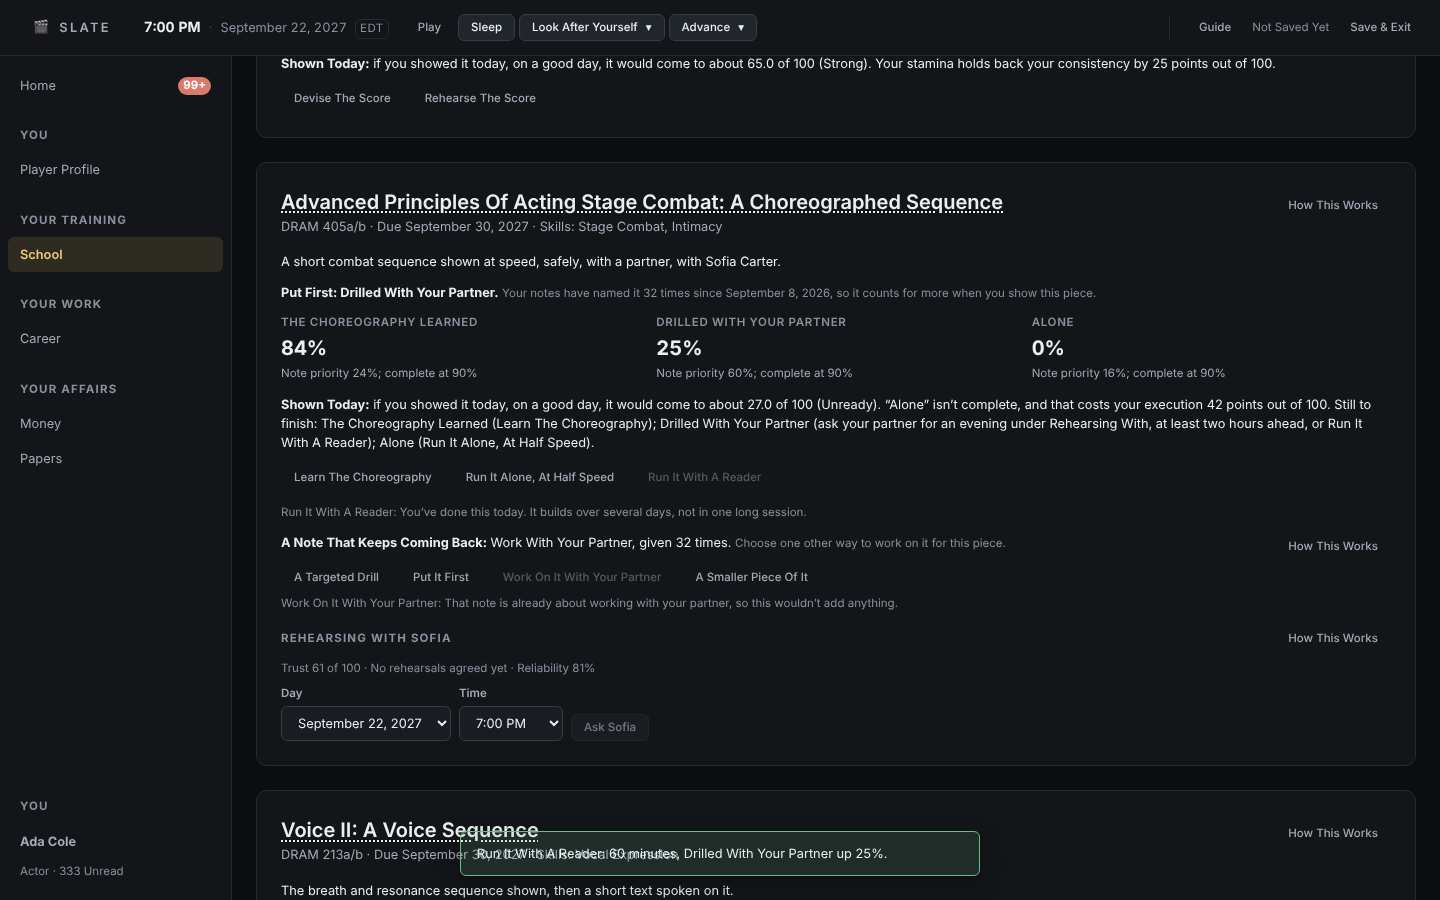 SLATE
7:00 PM · September 22, 2027 EDT
Play
Sleep
Look After Yourself ▾
Advance ▾
Guide
Not Saved Yet
Save & Exit
Home
99+
YOU
Player Profile
YOUR TRAINING
School
YOUR WORK
Career
YOUR AFFAIRS
Money
Papers
YOU
Ada Cole
Actor · 333 Unread
Shown Today: if you showed it today, on a good day, it would come to about 65.0 of 100 (Strong). Your stamina holds back your consistency by 25 points out of 100.
Devise The Score
Rehearse The Score
Advanced Principles Of Acting Stage Combat: A Choreographed Sequence
How This Works
DRAM 405a/b · Due September 30, 2027 · Skills: Stage Combat, Intimacy
A short combat sequence shown at speed, safely, with a partner, with Sofia Carter.
Put First: Drilled With Your Partner. Your notes have named it 32 times since September 8, 2026, so it counts for more when you show this piece.
THE CHOREOGRAPHY LEARNED
84%
Note priority 24%; complete at 90%
DRILLED WITH YOUR PARTNER
25%
Note priority 60%; complete at 90%
ALONE
0%
Note priority 16%; complete at 90%
Shown Today: if you showed it today, on a good day, it would come to about 27.0 of 100 (Unready). “Alone” isn’t complete, and that costs your execution 42 points out of 100. Still to
finish: The Choreography Learned (Learn The Choreography); Drilled With Your Partner (ask your partner for an evening under Rehearsing With, at least two hours ahead, or Run It
With A Reader); Alone (Run It Alone, At Half Speed).
Learn The Choreography
Run It Alone, At Half Speed
Run It With A Reader
Run It With A Reader: You’ve done this today. It builds over several days, not in one long session.
A Note That Keeps Coming Back: Work With Your Partner, given 32 times. Choose one other way to work on it for this piece.
How This Works
A Targeted Drill
Put It First
Work On It With Your Partner
A Smaller Piece Of It
Work On It With Your Partner: That note is already about working with your partner, so this wouldn’t add anything.
REHEARSING WITH SOFIA
How This Works
Trust 61 of 100 · No rehearsals agreed yet · Reliability 81%
Day
Time
September 22, 2027
7:00 PM
Ask Sofia
Voice II: A Voice Sequence
How This Works
DRAM 213a/b · Due September 30, 2027 · Skills: Vocal Expression
Run It With A Reader: 60 minutes, Drilled With Your Partner up 25%.
The breath and resonance sequence shown, then a short text spoken on it.